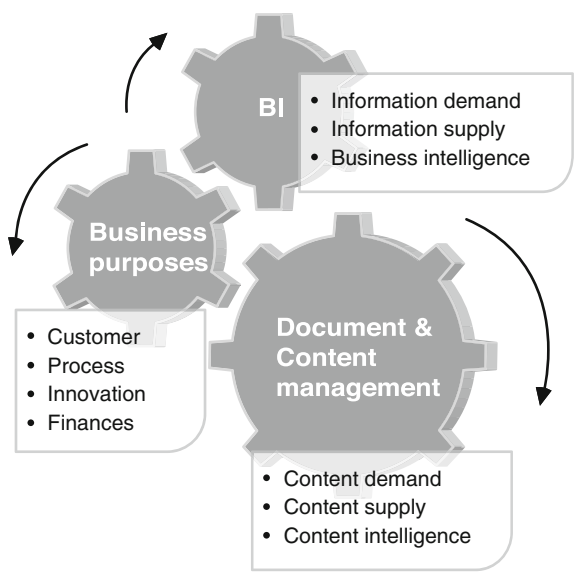 BI
• Information demand
• Information supply
• Business intelligence
Business
purposes
• Customer
• Process
• Innovation
• Finances
Document &
Content
management
• Content demand
• Content supply
• Content intelligence